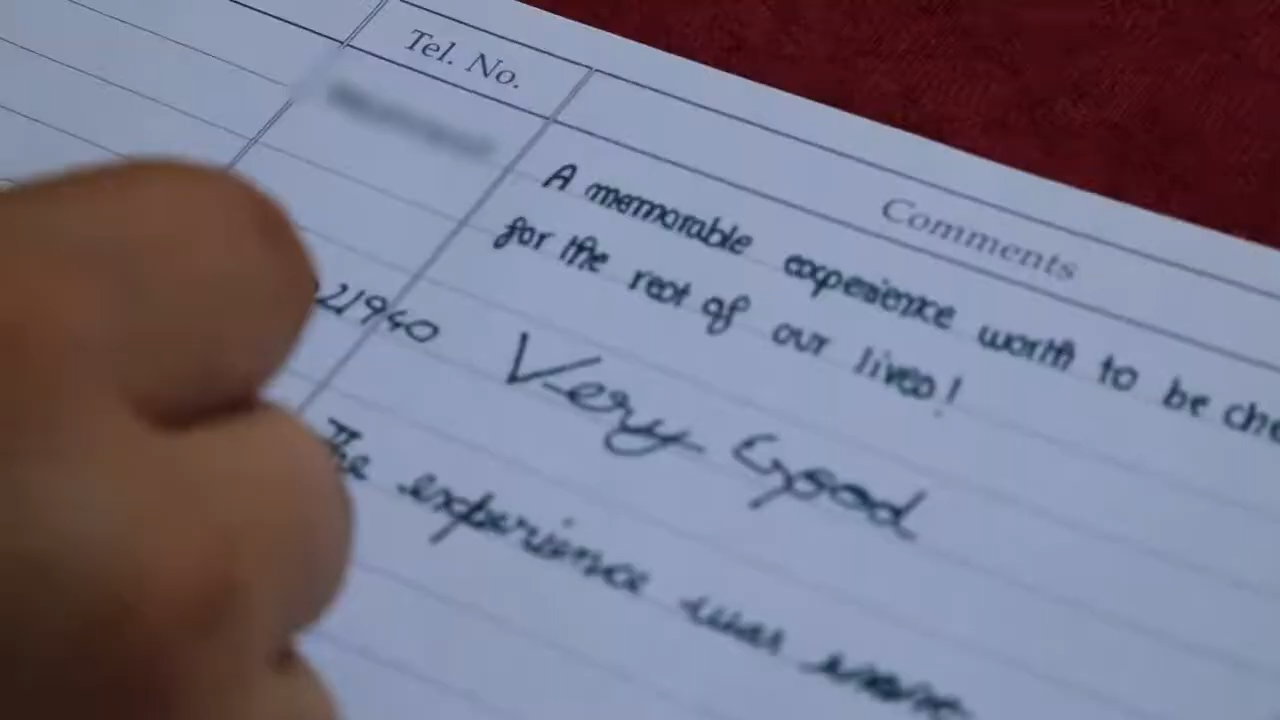 Tel. No.
Comments
A memorable experience worth to be che
for the rest of our lives!
21940
Very Good
The experience was